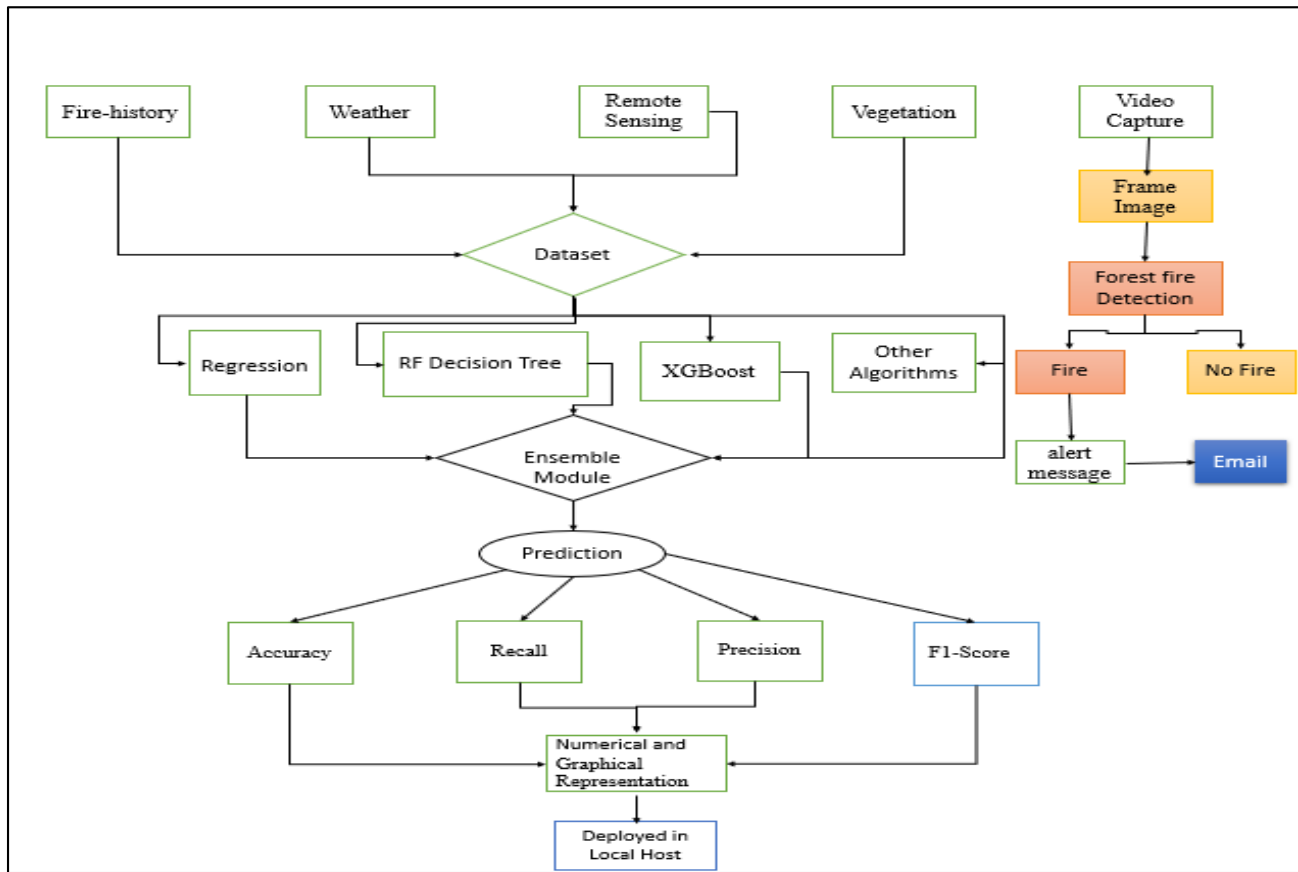 Fire-history
Weather
Remote
Sensing
Vegetation
Video
Capture
Frame
Image
Dataset
Forest fire
Detection
Regression
RF Decision Tree
XGBoost
Other
Algorithms
Fire
No Fire
Ensemble
Module
alert
message
Email
Prediction
Accuracy
Recall
Precision
F1-Score
Numerical and
Graphical
Representation
Deployed in
Local Host